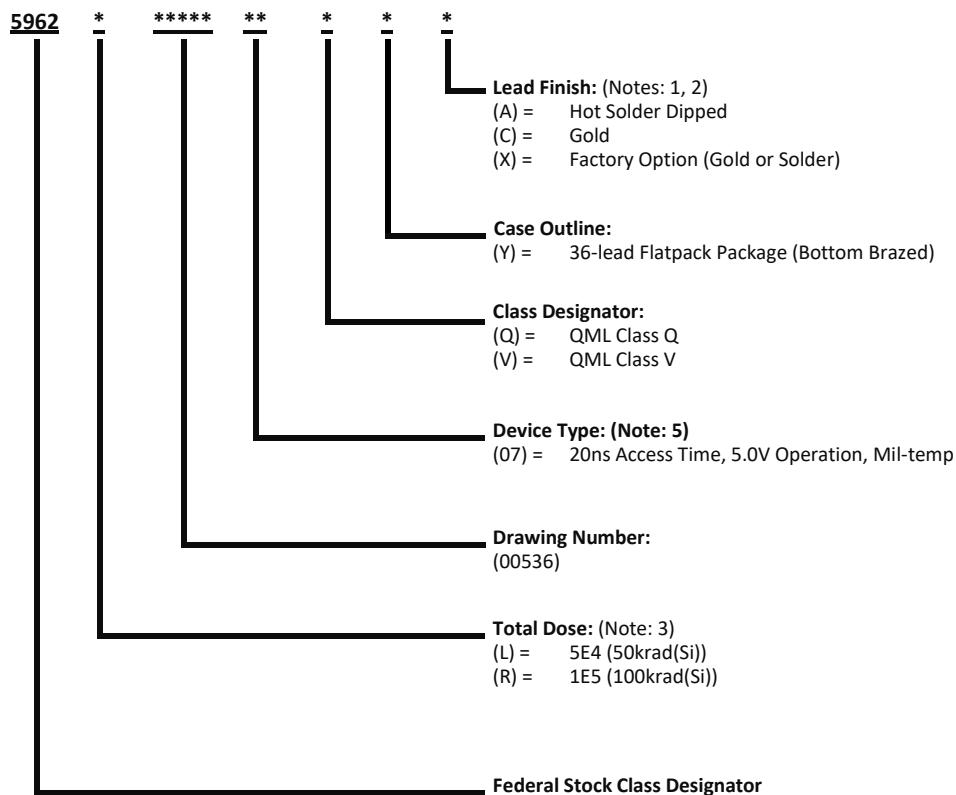 5962 * ***** ** * * *
Lead Finish: (Notes: 1, 2)
(A) = Hot Solder Dipped
(C) = Gold
(X) = Factory Option (Gold or Solder)
Case Outline:
(Y) = 36-lead Flatpack Package (Bottom Brazed)
Class Designator:
(Q) = QML Class Q
(V) = QML Class V
Device Type: (Note: 5)
(07) = 20ns Access Time, 5.0V Operation, Mil-temp
Drawing Number:
(00536)
Total Dose: (Note: 3)
(L) = 5E4 (50krad(Si))
(R) = 1E5 (100krad(Si))
Federal Stock Class Designator